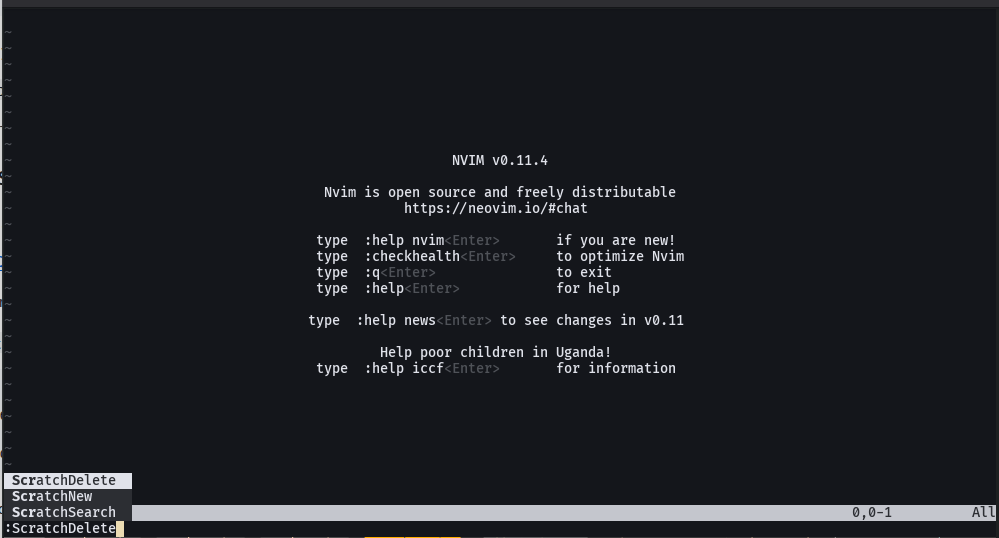 ~
~
~
~
~
~
~
~
~ NVIM v0.11.4
~
~ Nvim is open source and freely distributable
~ https://neovim.io/#chat
~
~ type  :help nvim<Enter>       if you are new!
~ type  :checkhealth<Enter>     to optimize Nvim
~ type  :q<Enter>               to exit
~ type  :help<Enter>            for help
~
~ type  :help news<Enter> to see changes in v0.11
~
~ Help poor children in Uganda!
~ type  :help iccf<Enter>       for information
~
~
~
~
~
~
ScratchDelete
ScratchNew
ScratchSearch 0,0-1 All
:ScratchDelete